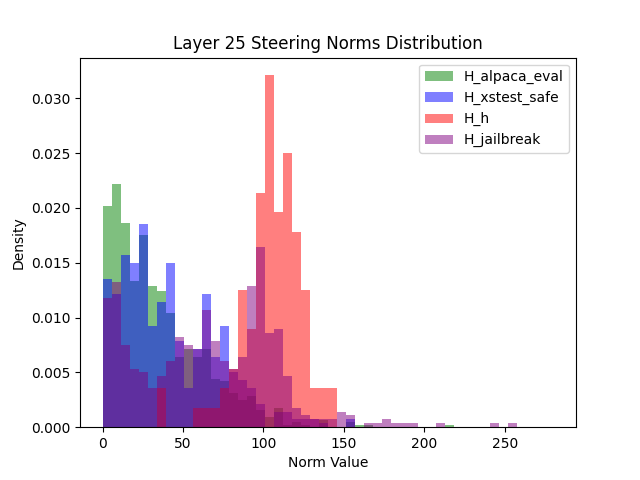 Layer 25 Steering Norms Distribution
H_alpaca_eval
H_xstest_safe
H_h
H_jailbreak
0.030
0.025
0.020
0.015
0.010
0.005
0.000
Density
0 50 100 150 200 250
Norm Value